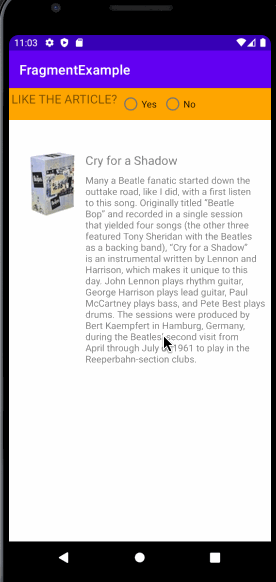 11:03
FragmentExample
LIKE THE ARTICLE? Yes No
Cry for a Shadow
Many a Beatle fanatic started down the
outtake road, like I did, with a first listen
to this song. Originally titled “Beatle
Bop” and recorded in a single session
that yielded four songs (the other three
featured Tony Sheridan with the Beatles
as a backing band), “Cry for a Shadow”
is an instrumental written by Lennon and
Harrison, which makes it unique to this
day. John Lennon plays rhythm guitar,
George Harrison plays lead guitar, Paul
McCartney plays bass, and Pete Best plays
drums. The sessions were produced by
Bert Kaempfert in Hamburg, Germany,
during the Beatles’ second visit from
April through July 1961 to play in the
Reeperbahn-section clubs.